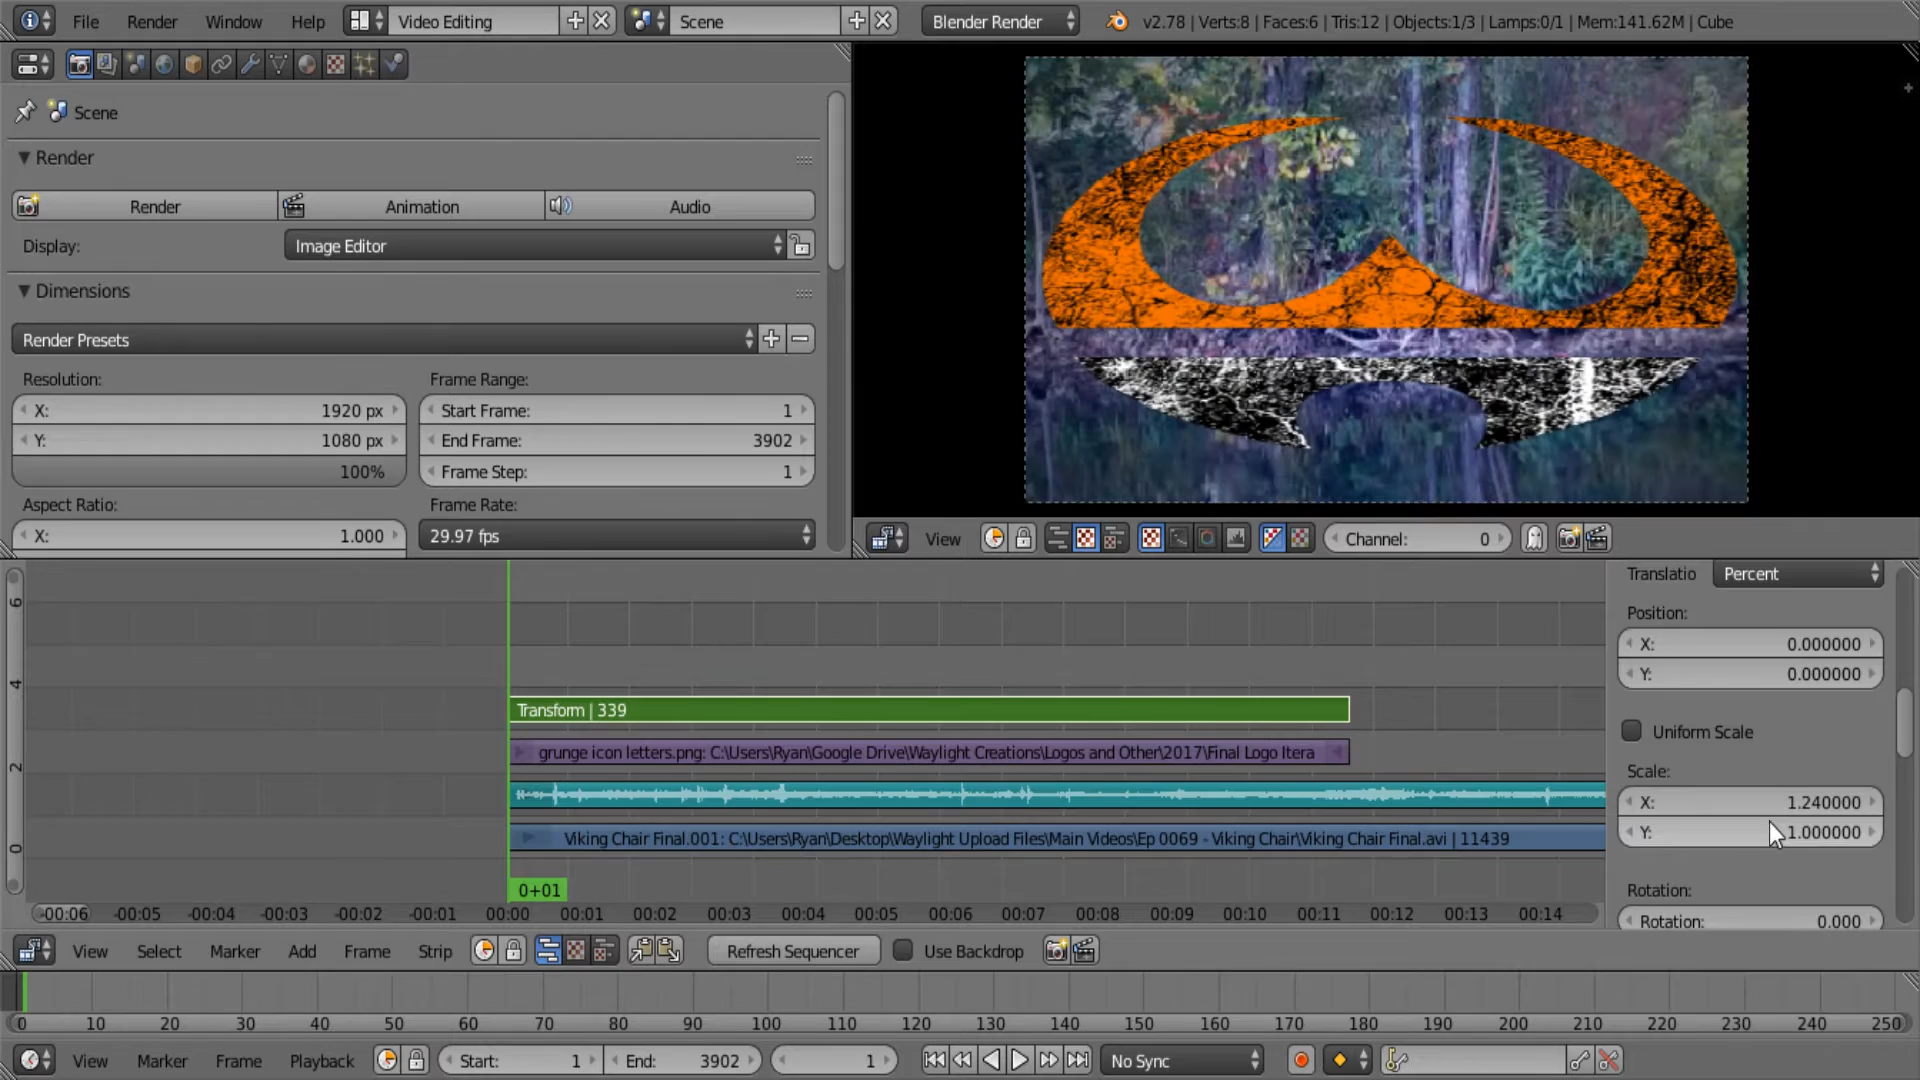 File Render Window Help Video Editing Scene Blender Render v2.78 | Verts:8 | Faces:6 | Tris:12 | Objects:1/3 | Lamps:0/1 | Mem:141.62M | Cube
Scene
Render
Render Animation Audio
Display: Image Editor
Dimensions
Render Presets
Resolution: Frame Range:
X: 1920 px Start Frame: 1
Y: 1080 px End Frame: 3902
100% Frame Step: 1
Aspect Ratio: Frame Rate:
X: 1.000 29.97 fps
View Channel: 0
Translatio Percent
Position:
X: 0.000000
Y: 0.000000
Uniform Scale
Scale:
X: 1.240000
Y: 1.000000
Rotation:
Rotation: 0.000
6
4
2
0
Transform | 339
grunge icon letters.png: C:\Users\Ryan\Google Drive\Waylight Creations\Logos and Other\2017\Final Logo Itera
Viking Chair Final.001: C:\Users\Ryan\Desktop\Waylight Upload Files\Main Videos\Ep 0069 - Viking Chair\Viking Chair Final.avi | 11439
0+01
-00:06 -00:05 -00:04 -00:03 -00:02 -00:01 00:00 00:01 00:02 00:03 00:04 00:05 00:06 00:07 00:08 00:09 00:10 00:11 00:12 00:13 00:14
View Select Marker Add Frame Strip Refresh Sequencer Use Backdrop
0 10 20 30 40 50 60 70 80 90 100 110 120 130 140 150 160 170 180 190 200 210 220 230 240 250
View Marker Frame Playback Start: 1 End: 3902 1 No Sync